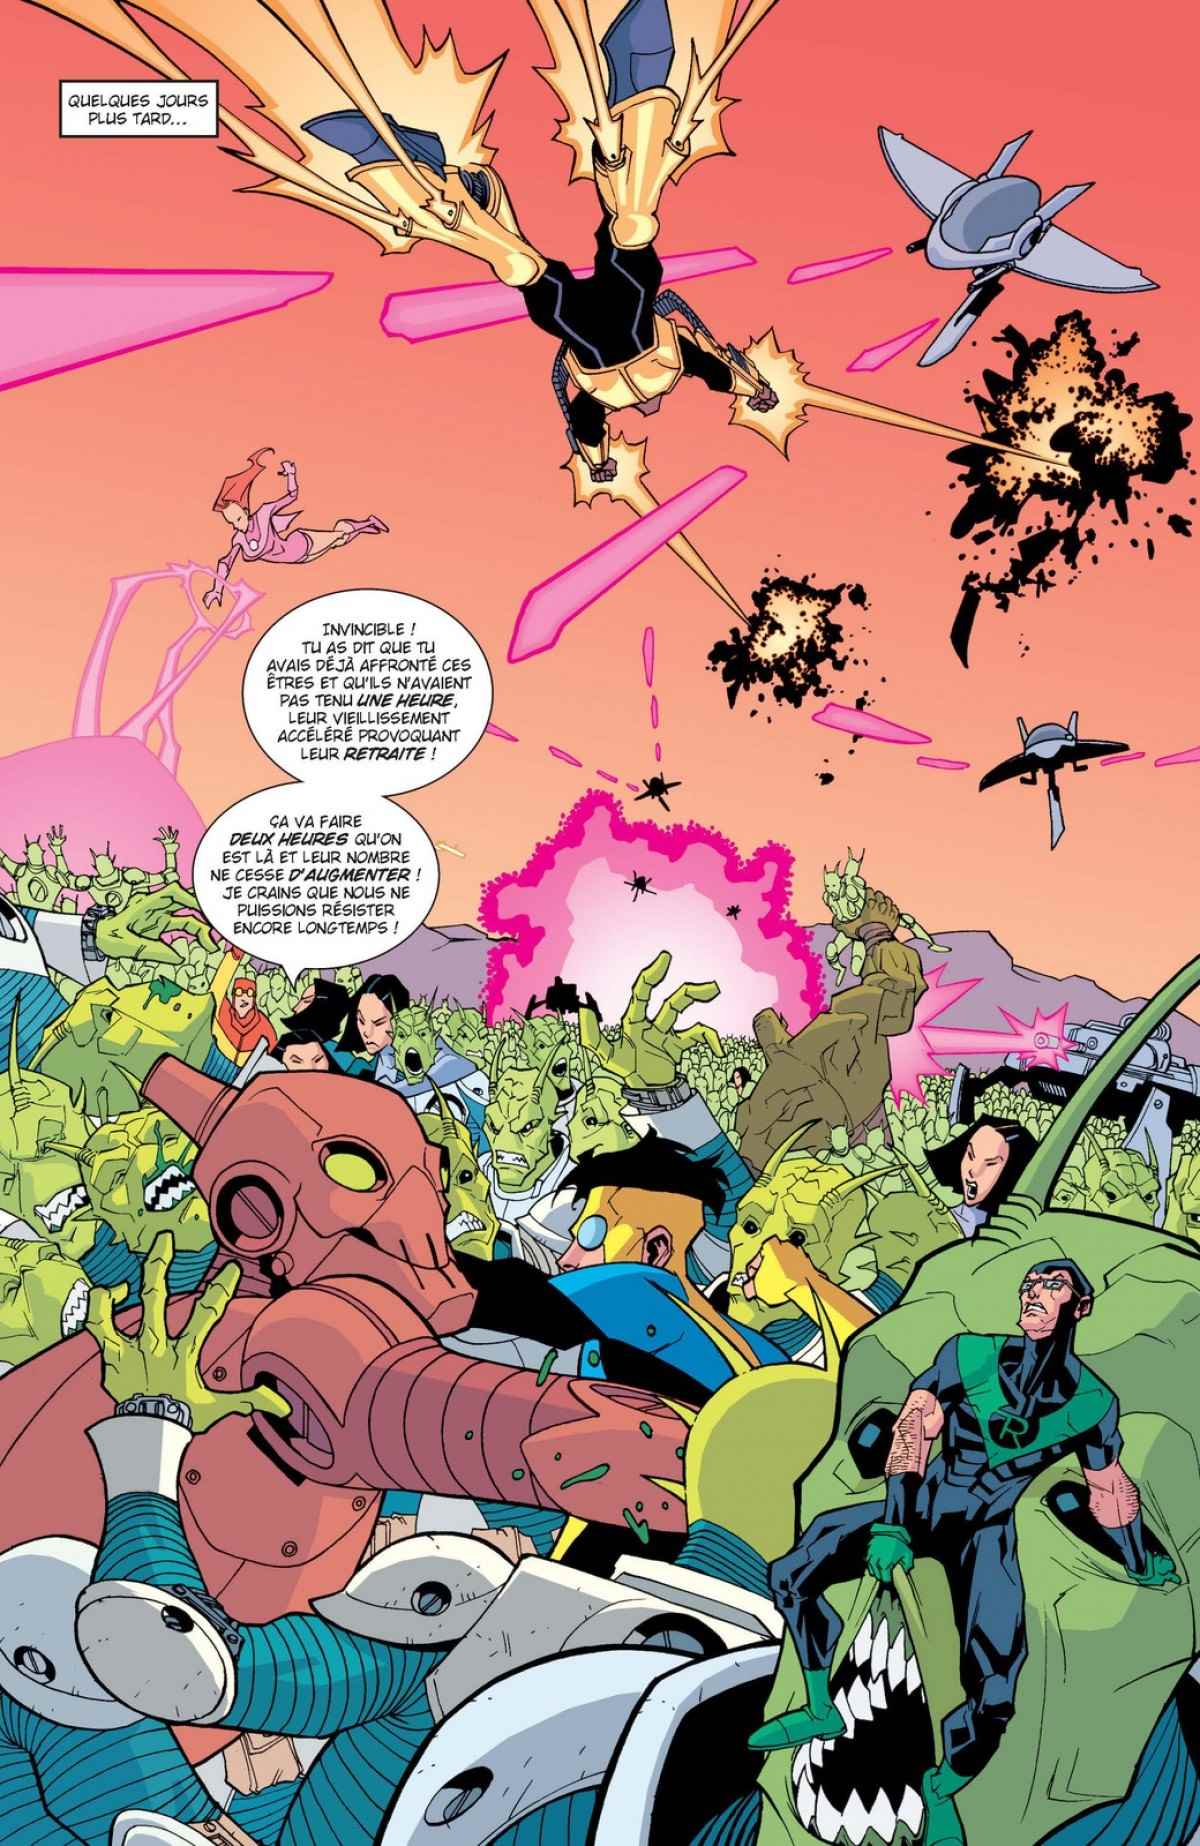 QUELQUES JOURS
PLUS TARD...
INVINCIBLE !
TU AS DIT QUE TU
AVAIS DÉJÀ AFFRONTÉ CES
ÊTRES ET QU'ILS N'AVAIENT
PAS TENU UNE HEURE,
LEUR VIEILLISSEMENT
ACCÉLÉRÉ PROVOQUANT
LEUR RETRAITE !
ÇA VA FAIRE
DEUX HEURES QU'ON
EST LÀ ET LEUR NOMBRE
NE CESSE D'AUGMENTER !
JE CRAINS QUE NOUS NE
PUISSIONS RÉSISTER
ENCORE LONGTEMPS !
R